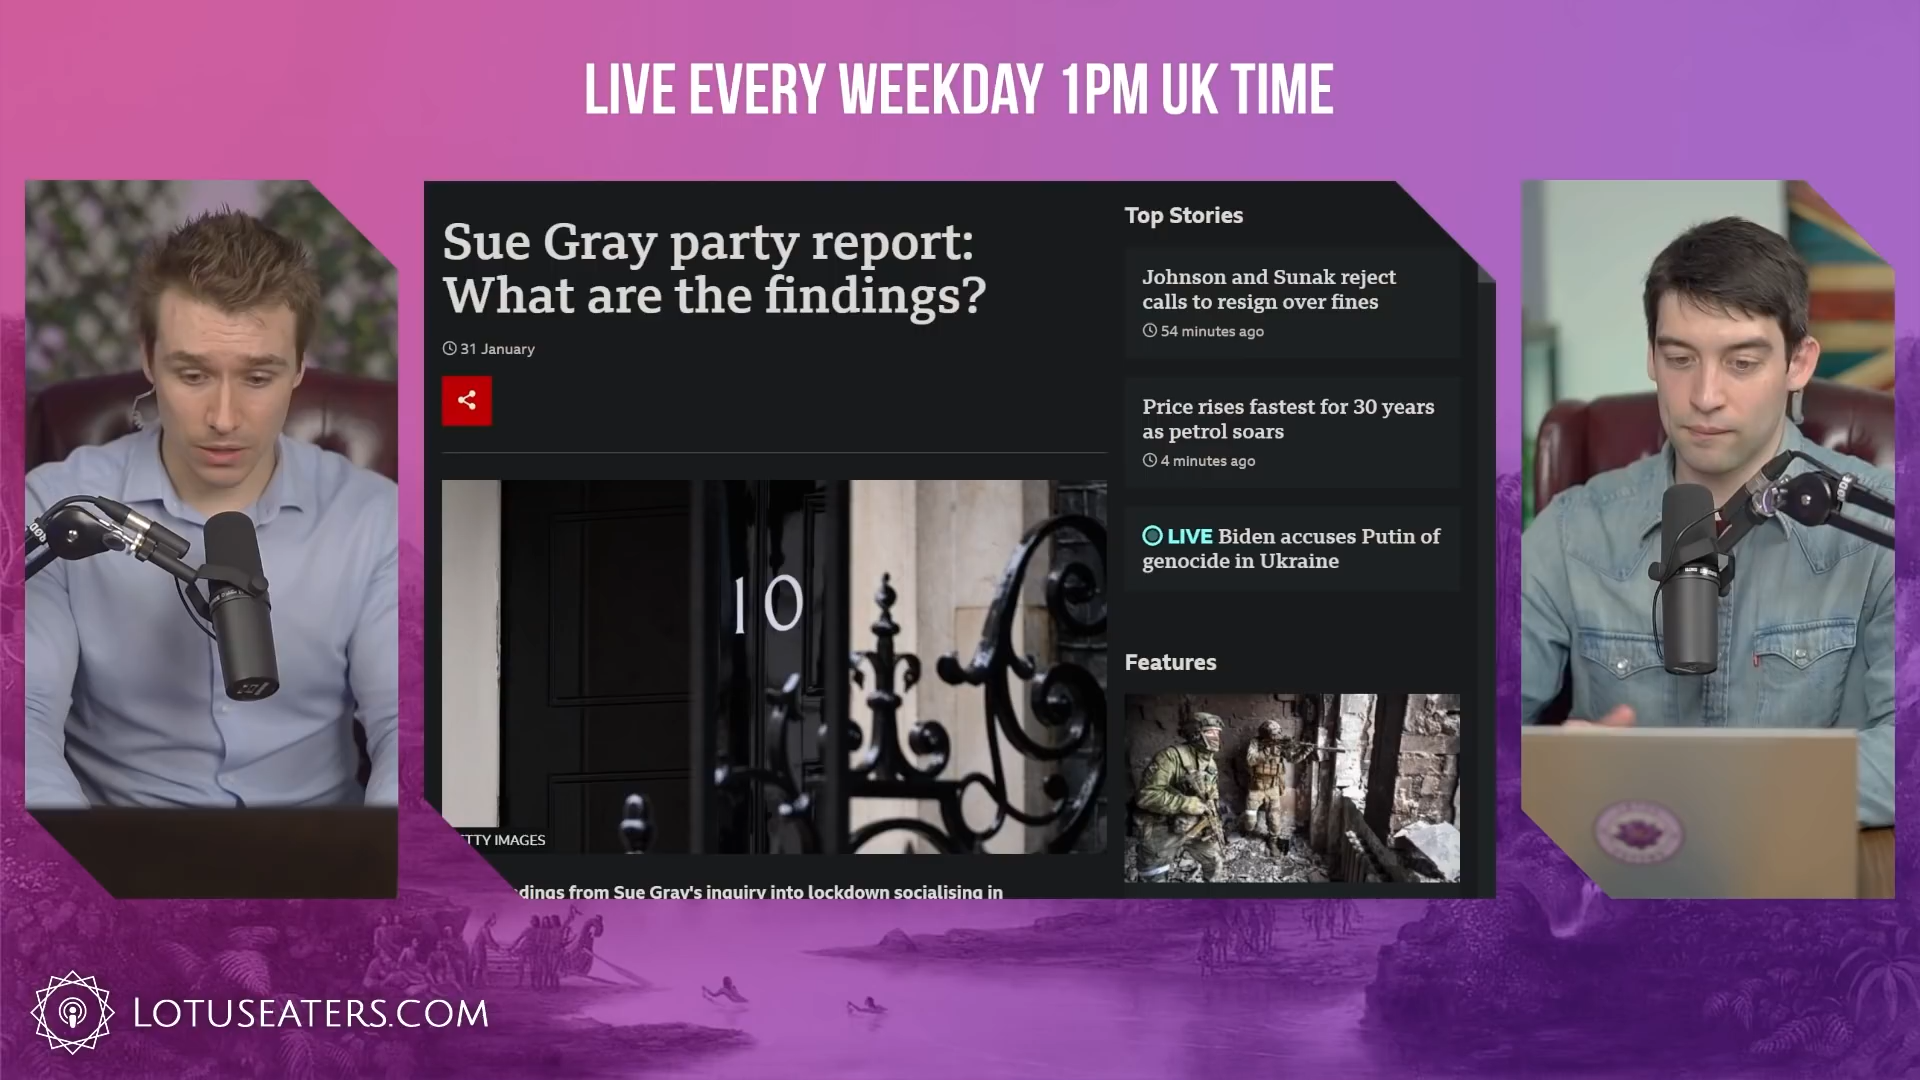 LIVE EVERY WEEKDAY 1PM UK TIME
Sue Gray party report:
What are the findings?
31 January
10
TTY IMAGES
dings from Sue Gray's inquiry into lockdown socialising in
Top Stories
Johnson and Sunak reject
calls to resign over fines
54 minutes ago
Price rises fastest for 30 years
as petrol soars
4 minutes ago
LIVE Biden accuses Putin of
genocide in Ukraine
Features
RODE
RODE
LOTUSEATERS.COM